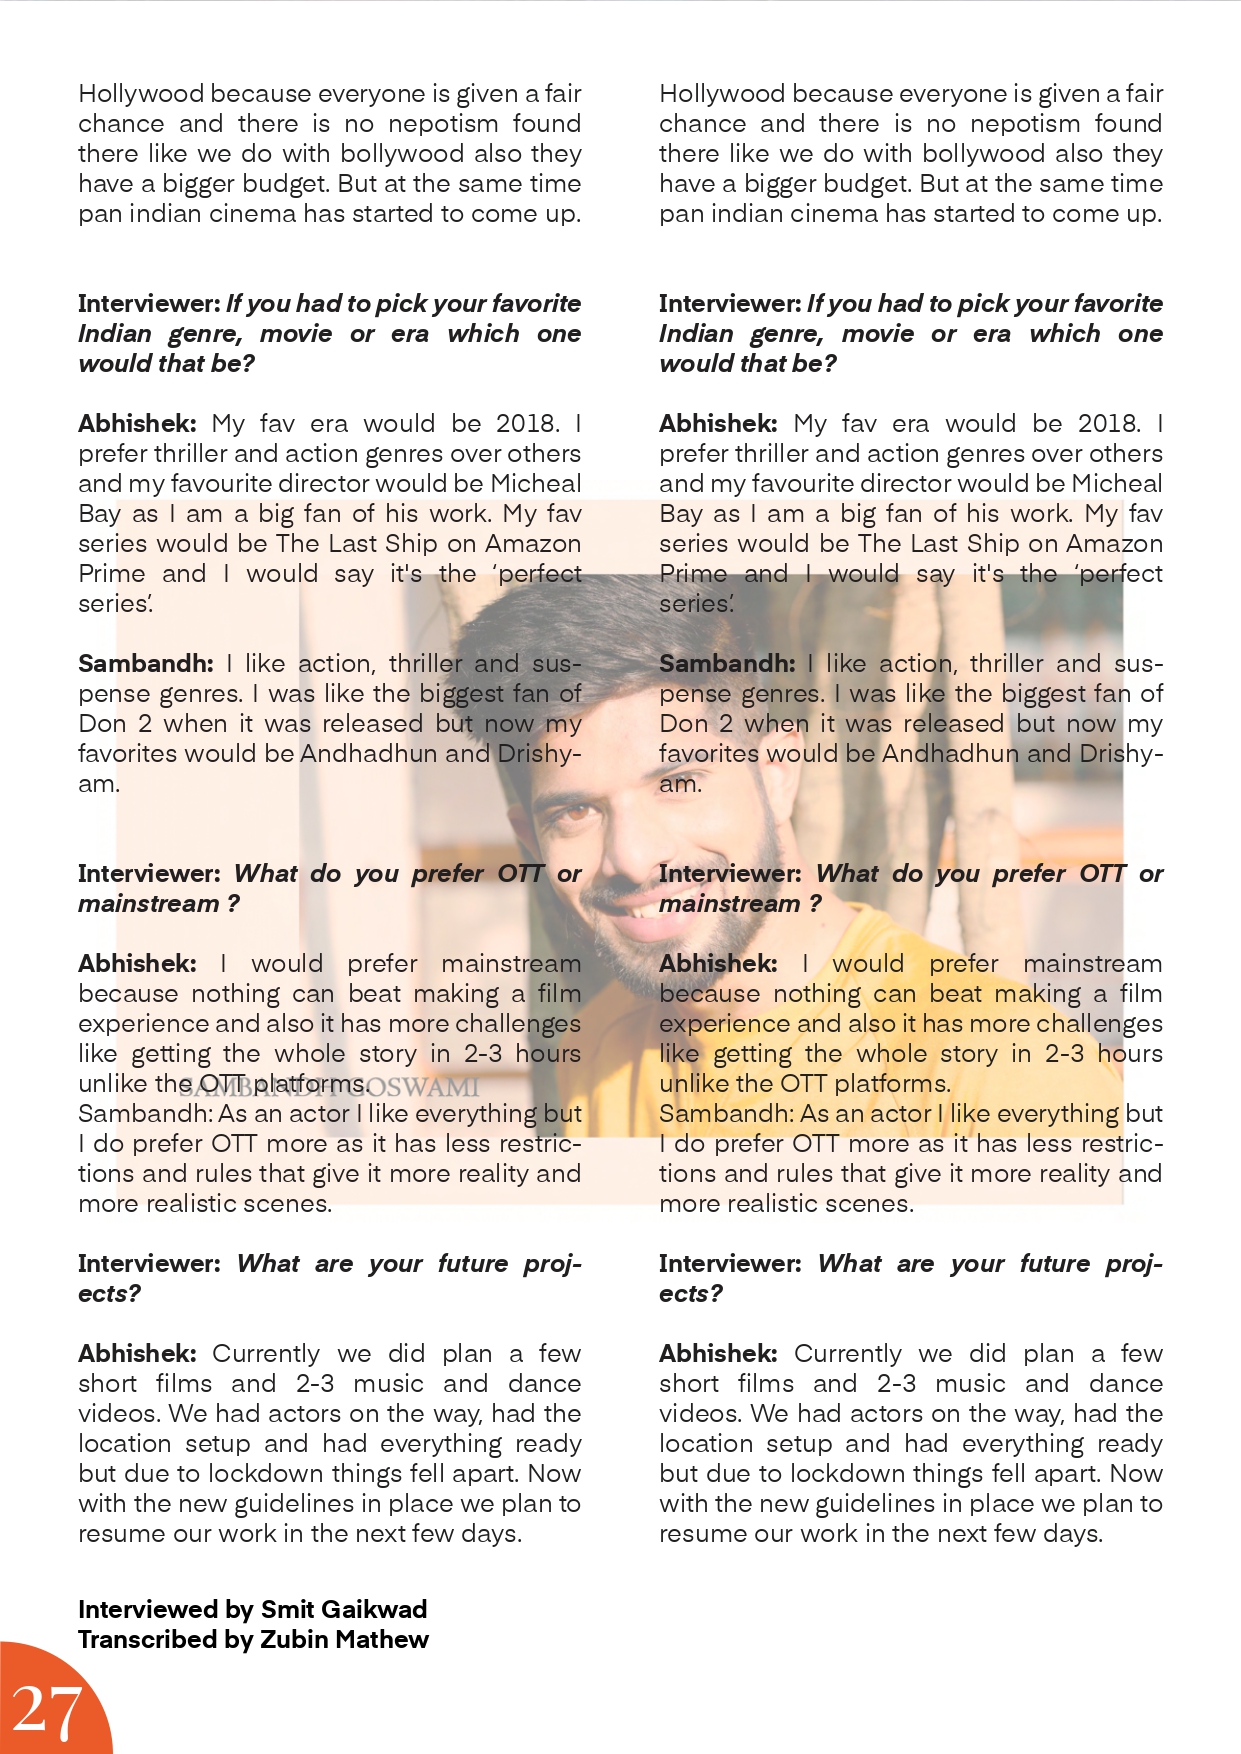 Hollywood because everyone is given a fair
chance and there is no nepotism found
there like we do with bollywood also they
have a bigger budget. But at the same time
pan indian cinema has started to come up.
Interviewer: If you had to pick your favorite
Indian genre, movie or era which one
would that be?
Abhishek: My fav era would be 2018. I
prefer thriller and action genres over others
and my favourite director would be Micheal
Bay as I am a big fan of his work. My fav
series would be The Last Ship on Amazon
Prime and I would say it's the ‘perfect
series’.
Sambandh: I like action, thriller and sus-
pense genres. I was like the biggest fan of
Don 2 when it was released but now my
favorites would be Andhadhun and Drishy-
am.
Interviewer: What do you prefer OTT or
mainstream ?
Abhishek: I would prefer mainstream
because nothing can beat making a film
experience and also it has more challenges
like getting the whole story in 2-3 hours
unlike the OTT platforms.
SAMBANDH GOSWAMI
Sambandh: As an actor I like everything but
I do prefer OTT more as it has less restric-
tions and rules that give it more reality and
more realistic scenes.
Interviewer: What are your future proj-
ects?
Abhishek: Currently we did plan a few
short films and 2-3 music and dance
videos. We had actors on the way, had the
location setup and had everything ready
but due to lockdown things fell apart. Now
with the new guidelines in place we plan to
resume our work in the next few days.
Interviewed by Smit Gaikwad
Transcribed by Zubin Mathew
Hollywood because everyone is given a fair
chance and there is no nepotism found
there like we do with bollywood also they
have a bigger budget. But at the same time
pan indian cinema has started to come up.
Interviewer: If you had to pick your favorite
Indian genre, movie or era which one
would that be?
Abhishek: My fav era would be 2018. I
prefer thriller and action genres over others
and my favourite director would be Micheal
Bay as I am a big fan of his work. My fav
series would be The Last Ship on Amazon
Prime and I would say it's the ‘perfect
series’.
Sambandh: I like action, thriller and sus-
pense genres. I was like the biggest fan of
Don 2 when it was released but now my
favorites would be Andhadhun and Drishy-
am.
Interviewer: What do you prefer OTT or
mainstream ?
Abhishek: I would prefer mainstream
because nothing can beat making a film
experience and also it has more challenges
like getting the whole story in 2-3 hours
unlike the OTT platforms.
Sambandh: As an actor I like everything but
I do prefer OTT more as it has less restric-
tions and rules that give it more reality and
more realistic scenes.
Interviewer: What are your future proj-
ects?
Abhishek: Currently we did plan a few
short films and 2-3 music and dance
videos. We had actors on the way, had the
location setup and had everything ready
but due to lockdown things fell apart. Now
with the new guidelines in place we plan to
resume our work in the next few days.
27